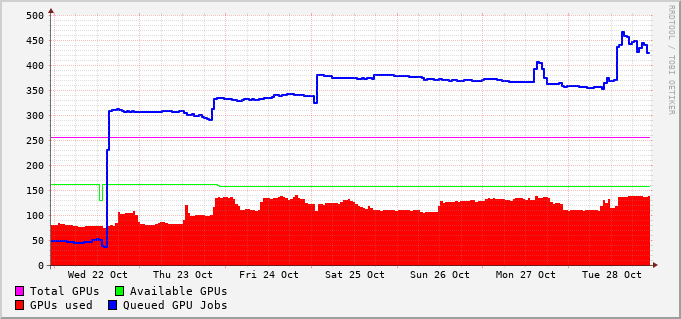 500
450
400
350
300
250
200
150
100
50
0
Wed 22 Oct Thu 23 Oct Fri 24 Oct Sat 25 Oct Sun 26 Oct Mon 27 Oct Tue 28 Oct
Total GPUs Available GPUs
GPUs used Queued GPU Jobs
RRDTOOL / TOBI OETIKER